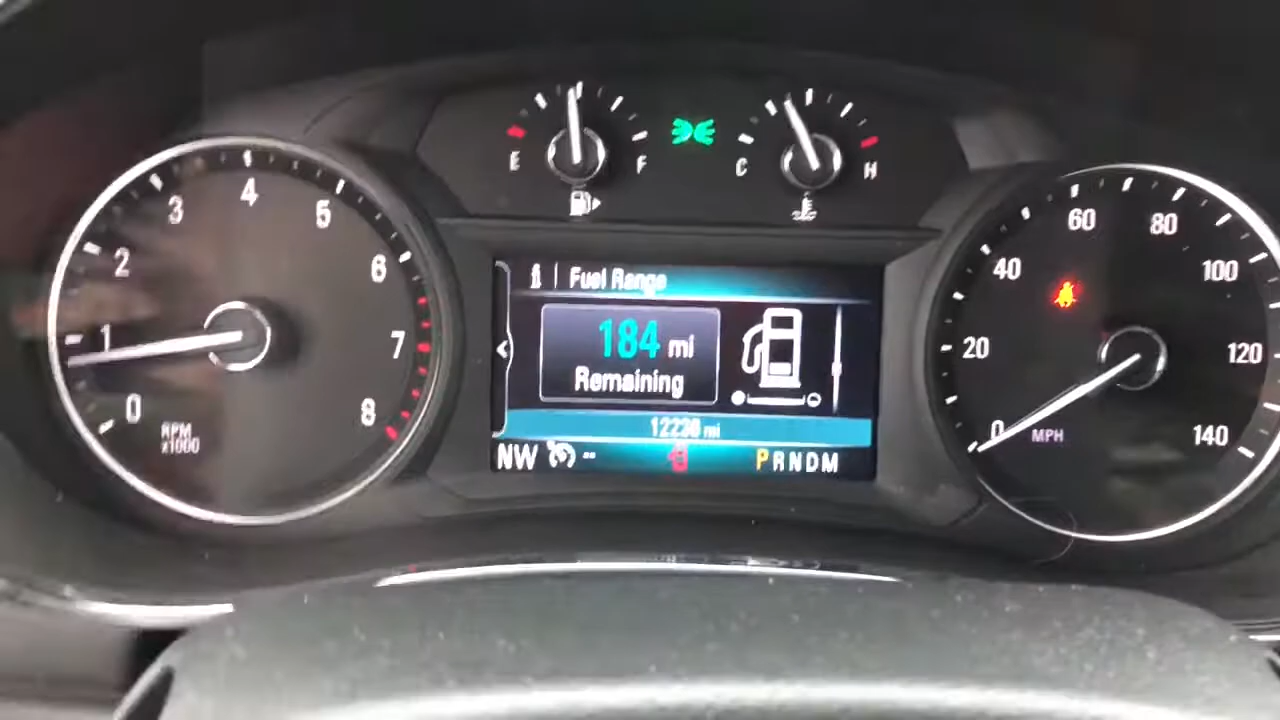 E F
C H
0 1 2 3 4 5 6 7 8
RPM
x1000
i Fuel Range
184 mi
Remaining
mi
NW --
PRNDM
0 20 40 60 80 100 120 140
MPH